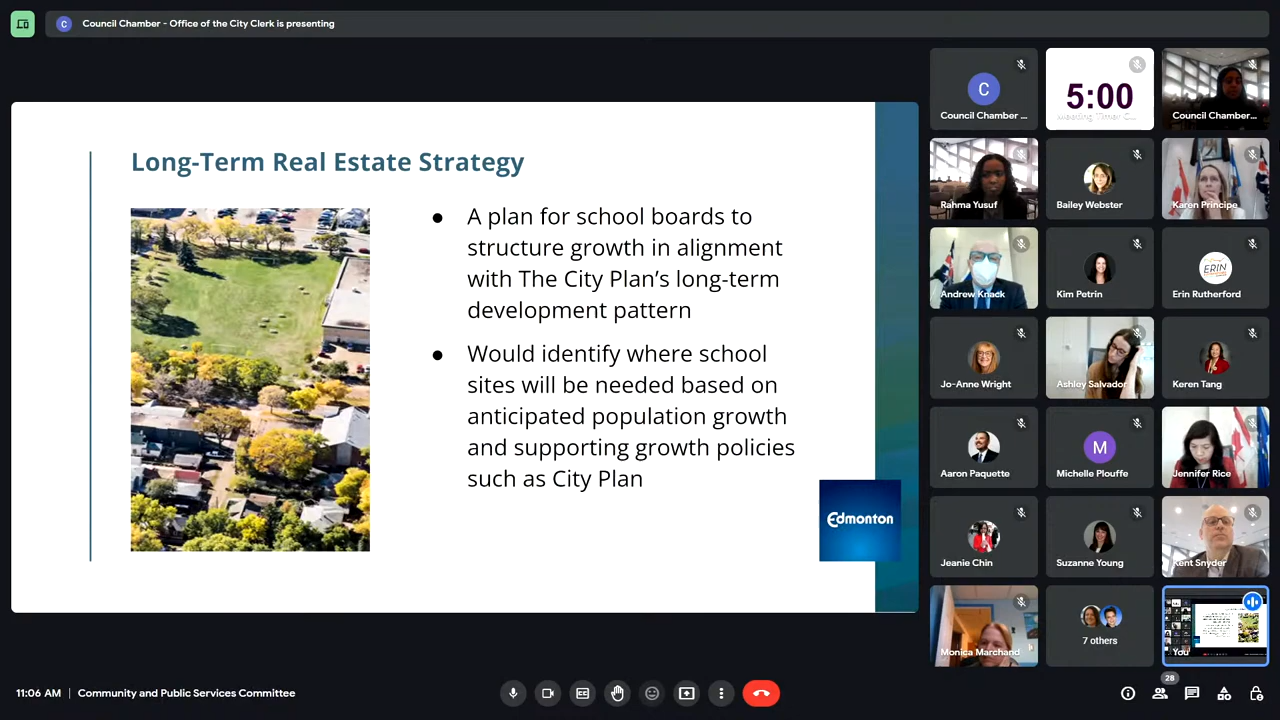 C
Council Chamber - Office of the City Clerk is presenting
Long-Term Real Estate Strategy
● A plan for school boards to
structure growth in alignment
with The City Plan's long-term
development pattern
● Would identify where school
sites will be needed based on
anticipated population growth
and supporting growth policies
such as City Plan
Edmonton
C
Council Chamber ...
5:00
Meeting Timer C...
Council Chamber...
Rahma Yusuf
Bailey Webster
Karen Principe
Andrew Knack
Kim Petrin
ERIN
Erin Rutherford
Jo-Anne Wright
Ashley Salvador
Keren Tang
Aaron Paquette
M
Michelle Plouffe
Jennifer Rice
Jeanie Chin
Suzanne Young
Kent Snyder
Monica Marchand
7 others
You
11:06 AM | Community and Public Services Committee
28